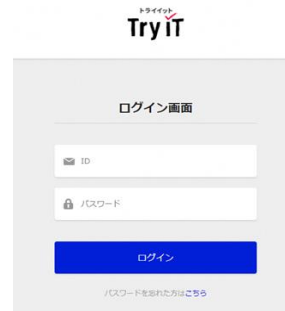 トライイット
Try iT
ログイン画面
ID
パスワード
ログイン
パスワードを忘れた方はこちら